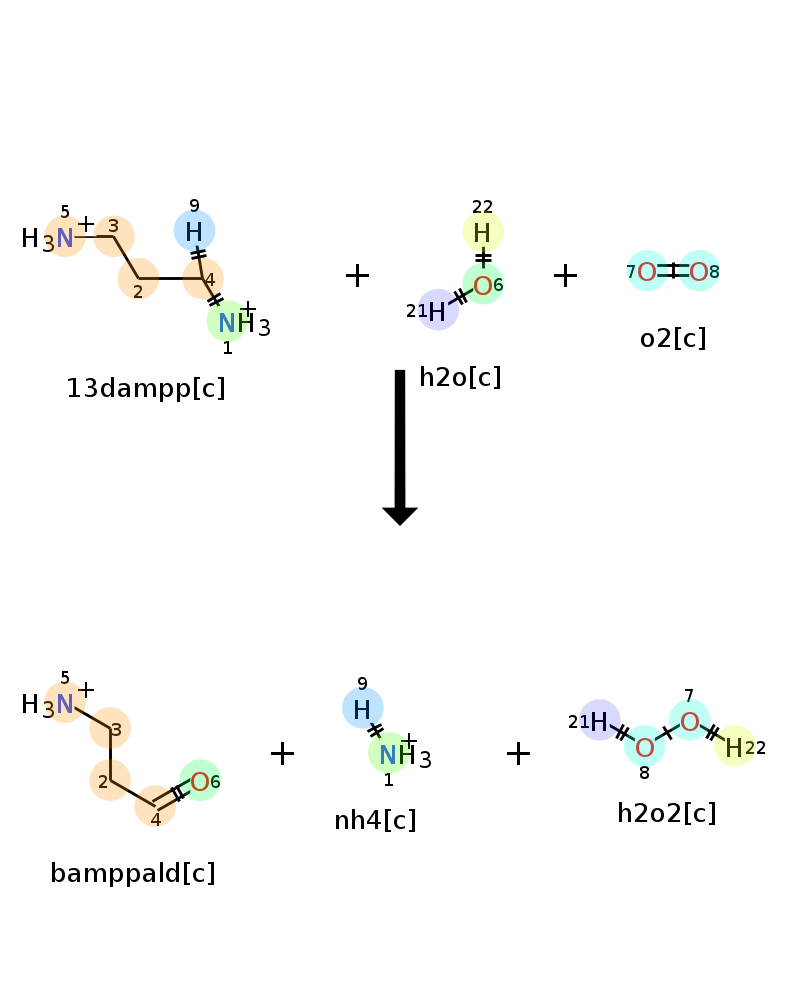 9
22
5
+
3
H
H
H3N
7O=O8
4
2
O6
+
+
21H
+
NH3
1
o2[c]
h2o[c]
13dampp[c]
5
9
7
+
H3N
H
21H
O
3
+
H22
+
NH3
+
O
2
O6
1
8
4
nh4[c]
h2o2[c]
bamppald[c]